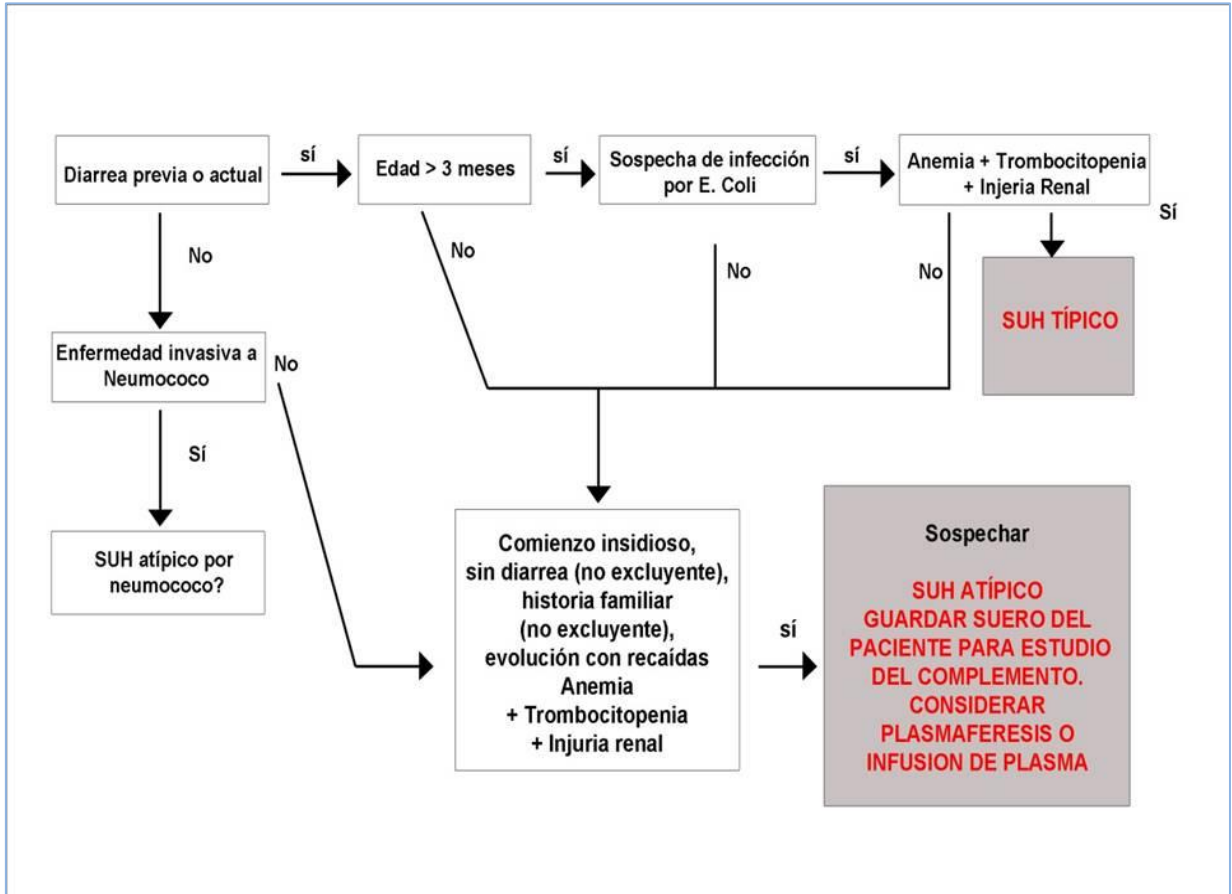 Diarrea previa o actual
sí
Edad > 3 meses
sí
Sospecha de infección
por E. Coli
sí
Anemia + Trombocitopenia
+ Injeria Renal
Sí
No
No
No
No
SUH TÍPICO
Enfermedad invasiva a
Neumococo
No
Sí
SUH atípico por
neumococo?
Comienzo insidioso,
sin diarrea (no excluyente),
historia familiar
(no excluyente),
evolución con recaídas
Anemia
+ Trombocitopenia
+ Injuria renal
sí
Sospechar
SUH ATÍPICO
GUARDAR SUERO DEL
PACIENTE PARA ESTUDIO
DEL COMPLEMENTO.
CONSIDERAR
PLASMAFERESIS O
INFUSION DE PLASMA